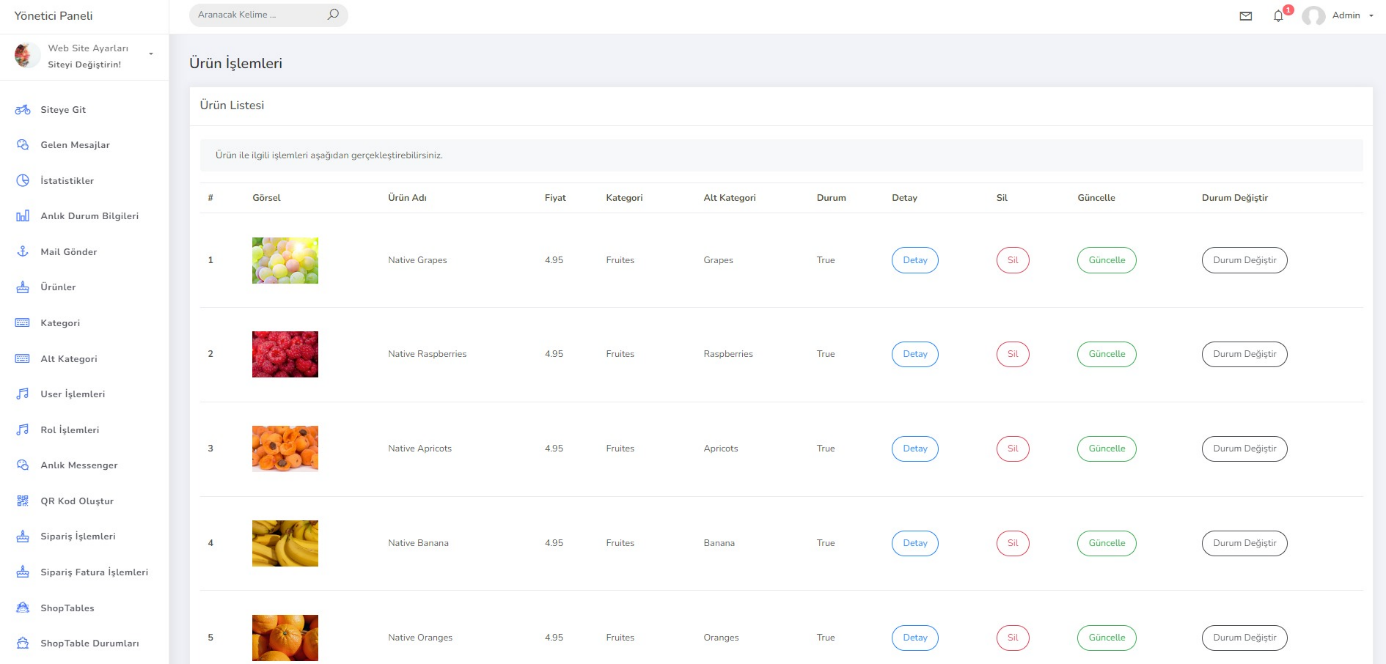 Yönetici Paneli
Aranacak Kelime ...
1
Admin
Web Site Ayarları
Siteyi Değiştirin!
Siteye Git
Gelen Mesajlar
İstatistikler
Anlık Durum Bilgileri
Mail Gönder
Ürünler
Kategori
Alt Kategori
User İşlemleri
Rol İşlemleri
Anlık Messenger
QR Kod Oluştur
Sipariş İşlemleri
Sipariş Fatura İşlemleri
ShopTables
ShopTable Durumları
Ürün İşlemleri
Ürün Listesi
Ürün ile ilgili işlemleri aşağıdan gerçekleştirebilirsiniz.
# Görsel Ürün Adı Fiyat Kategori Alt Kategori Durum Detay Sil Güncelle Durum Değiştir
1 Native Grapes 4.95 Fruites Grapes True Detay Sil Güncelle Durum Değiştir
2 Native Raspberries 4.95 Fruites Raspberries True Detay Sil Güncelle Durum Değiştir
3 Native Apricots 4.95 Fruites Apricots True Detay Sil Güncelle Durum Değiştir
4 Native Banana 4.95 Fruites Banana True Detay Sil Güncelle Durum Değiştir
5 Native Oranges 4.95 Fruites Oranges True Detay Sil Güncelle Durum Değiştir